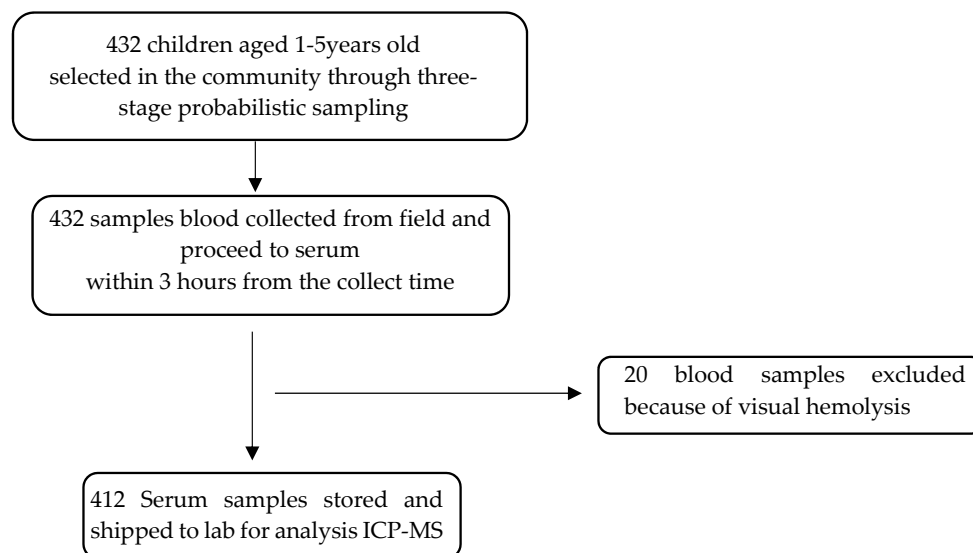 432 children aged 1-5years old
selected in the community through three-
stage probabilistic sampling
432 samples blood collected from field and
proceed to serum
within 3 hours from the collect time
20 blood samples excluded
because of visual hemolysis
412 Serum samples stored and
shipped to lab for analysis ICP-MS